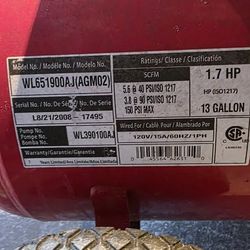 Model No./ Modèle No./ Modelo No.
WL651900AJ(AGM02)
Serial No./ No. De Série/ No. De Serie
L8/21/2008 - 17495
Pump No.
No. De Pompe
Bomba No.
WL390100AJ
Warranty/Garantie/Garantía
Ratings/ Classe / Clasificación
SCFM
5.6 @ 40 PSI/ISO 1217
3.8 @ 90 PSI/ISO 1217
150 PSI MAX
1.7 HP
HP (ISO1217)
13 GALLON
Wired For/ Cablé Pour / Alambrado Para
120V/15A/60HZ/1PH